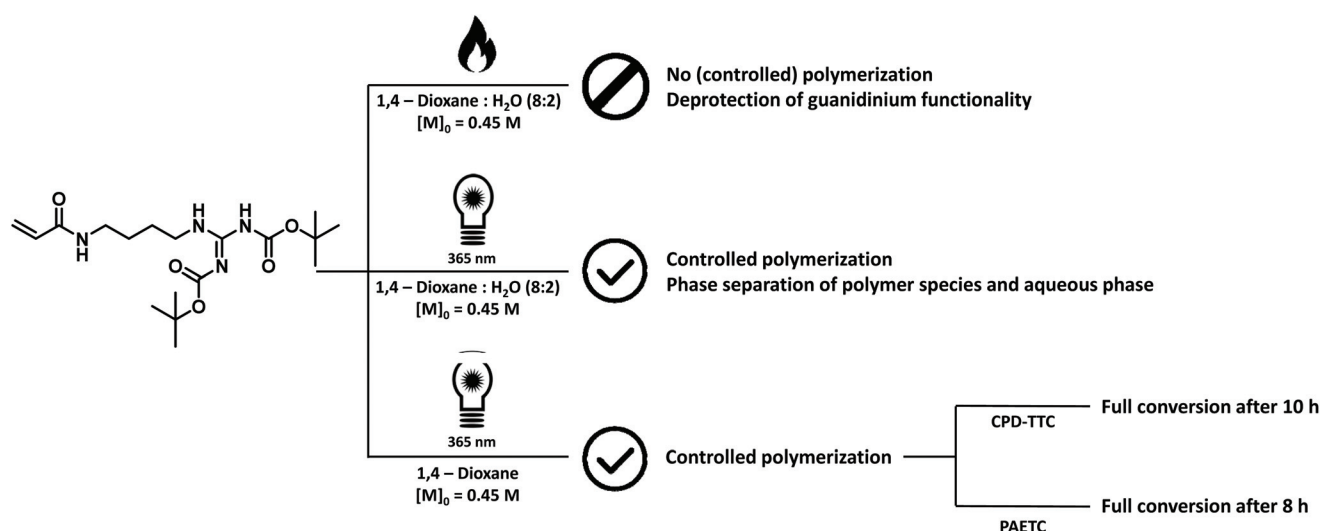 1,4 – Dioxane : H₂O (8:2)
[M]₀ = 0.45 M
No (controlled) polymerization
Deprotection of guanidinium functionality
O
N
H
H
N
H
N
O
O
N
O
O
365 nm
1,4 – Dioxane : H₂O (8:2)
[M]₀ = 0.45 M
Controlled polymerization
Phase separation of polymer species and aqueous phase
365 nm
1,4 – Dioxane
[M]₀ = 0.45 M
Controlled polymerization
CPD-TTC
Full conversion after 10 h
PAETC
Full conversion after 8 h